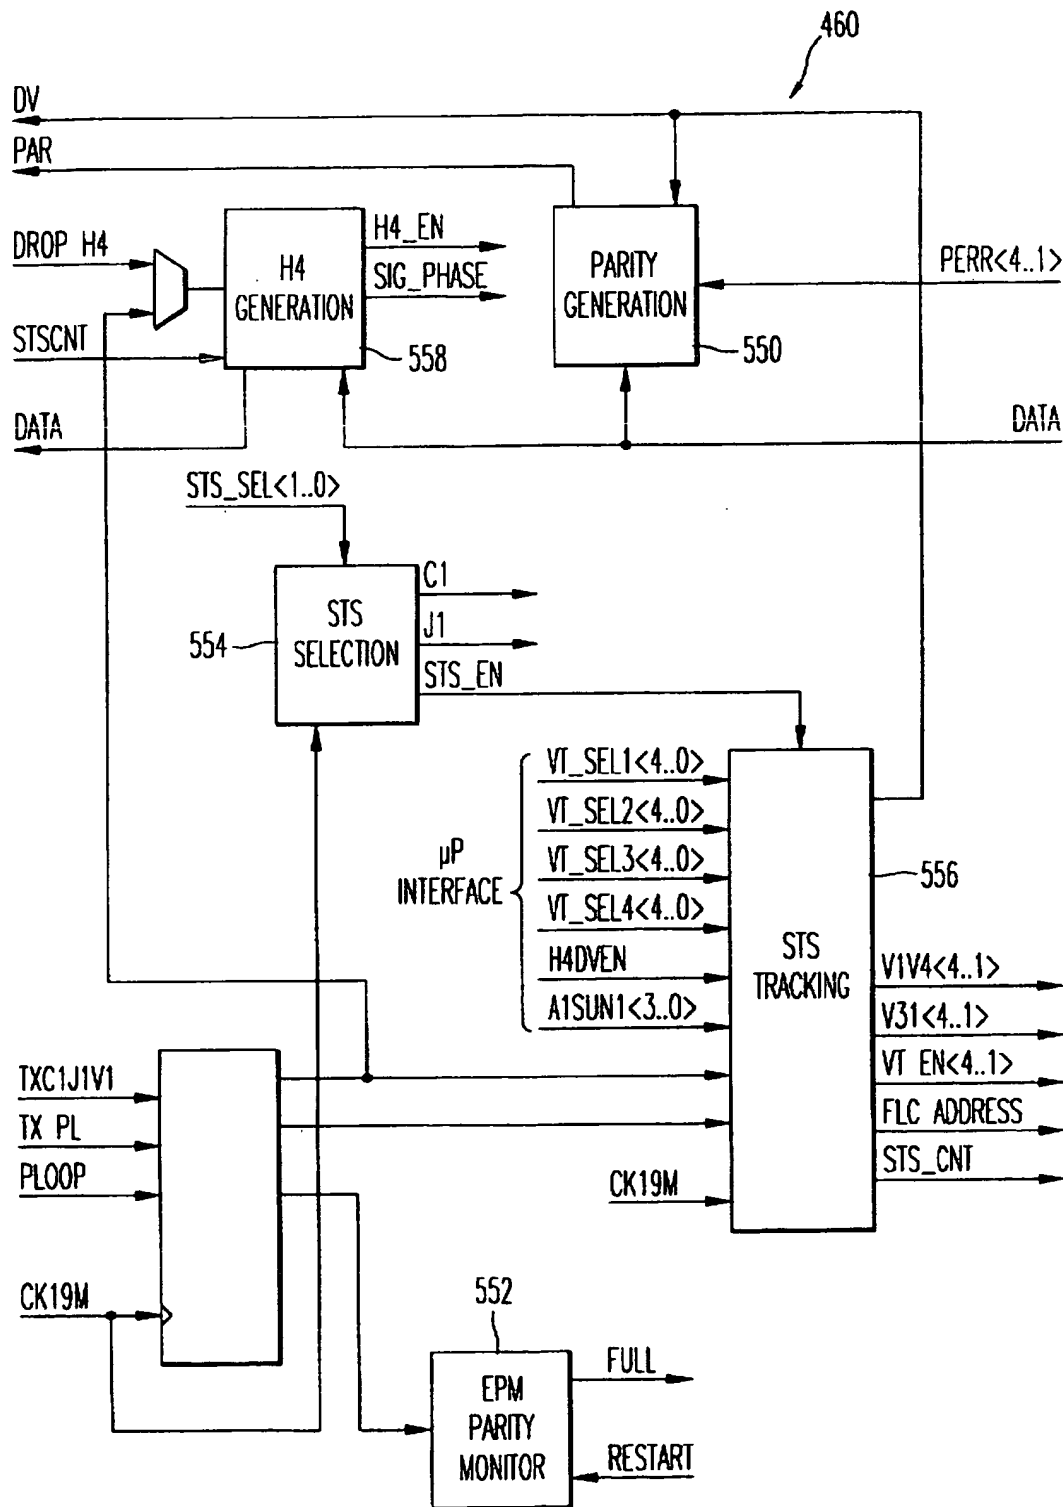 460
DV
PAR
DROP H4
H4
GENERATION
H4_EN
SIG_PHASE
558
PARITY
GENERATION
550
PERR<4..1>
STSCNT
DATA
DATA
STS_SEL<1..0>
STS
SELECTION
554
C1
J1
STS_EN
µP
INTERFACE
VT_SEL1<4..0>
VT_SEL2<4..0>
VT_SEL3<4..0>
VT_SEL4<4..0>
H4DVEN
A1SUN1<3..0>
STS
TRACKING
556
V1V4<4..1>
V31<4..1>
VT EN<4..1>
FLC ADDRESS
STS_CNT
TXC1J1V1
TX PL
PLOOP
CK19M
CK19M
552
EPM
PARITY
MONITOR
FULL
RESTART